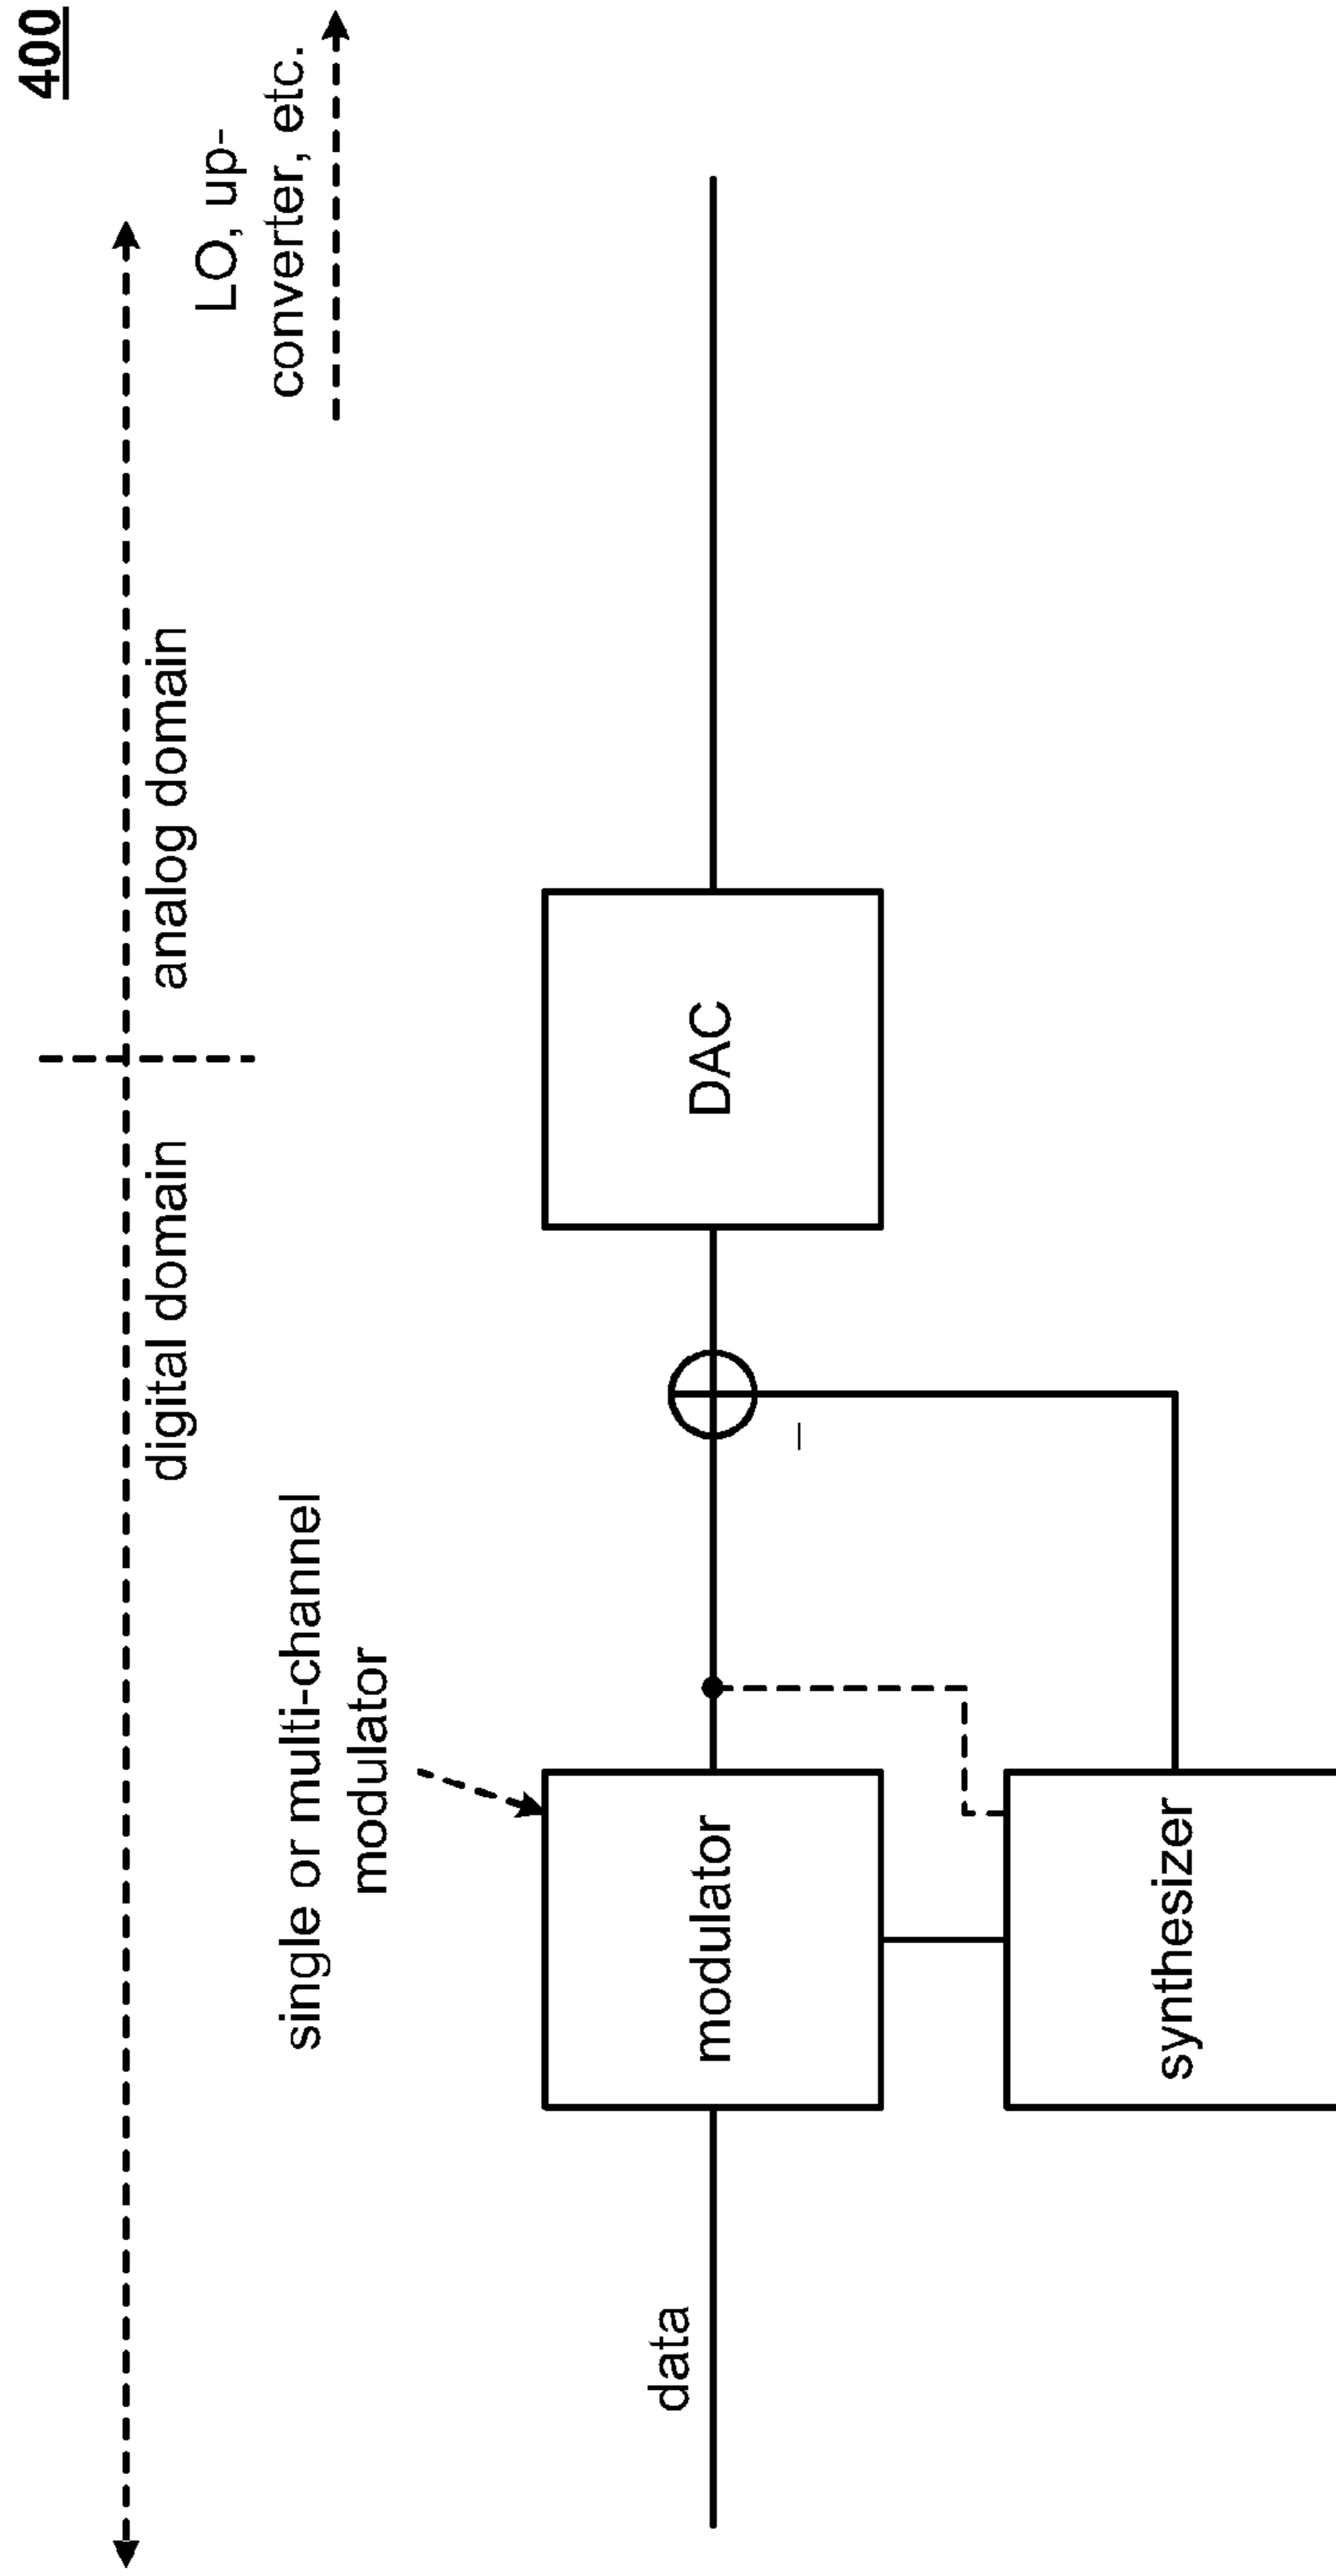 400
digital domain
analog domain
LO, up-
converter, etc.
single or multi-channel
modulator
data
modulator
DAC
–
synthesizer